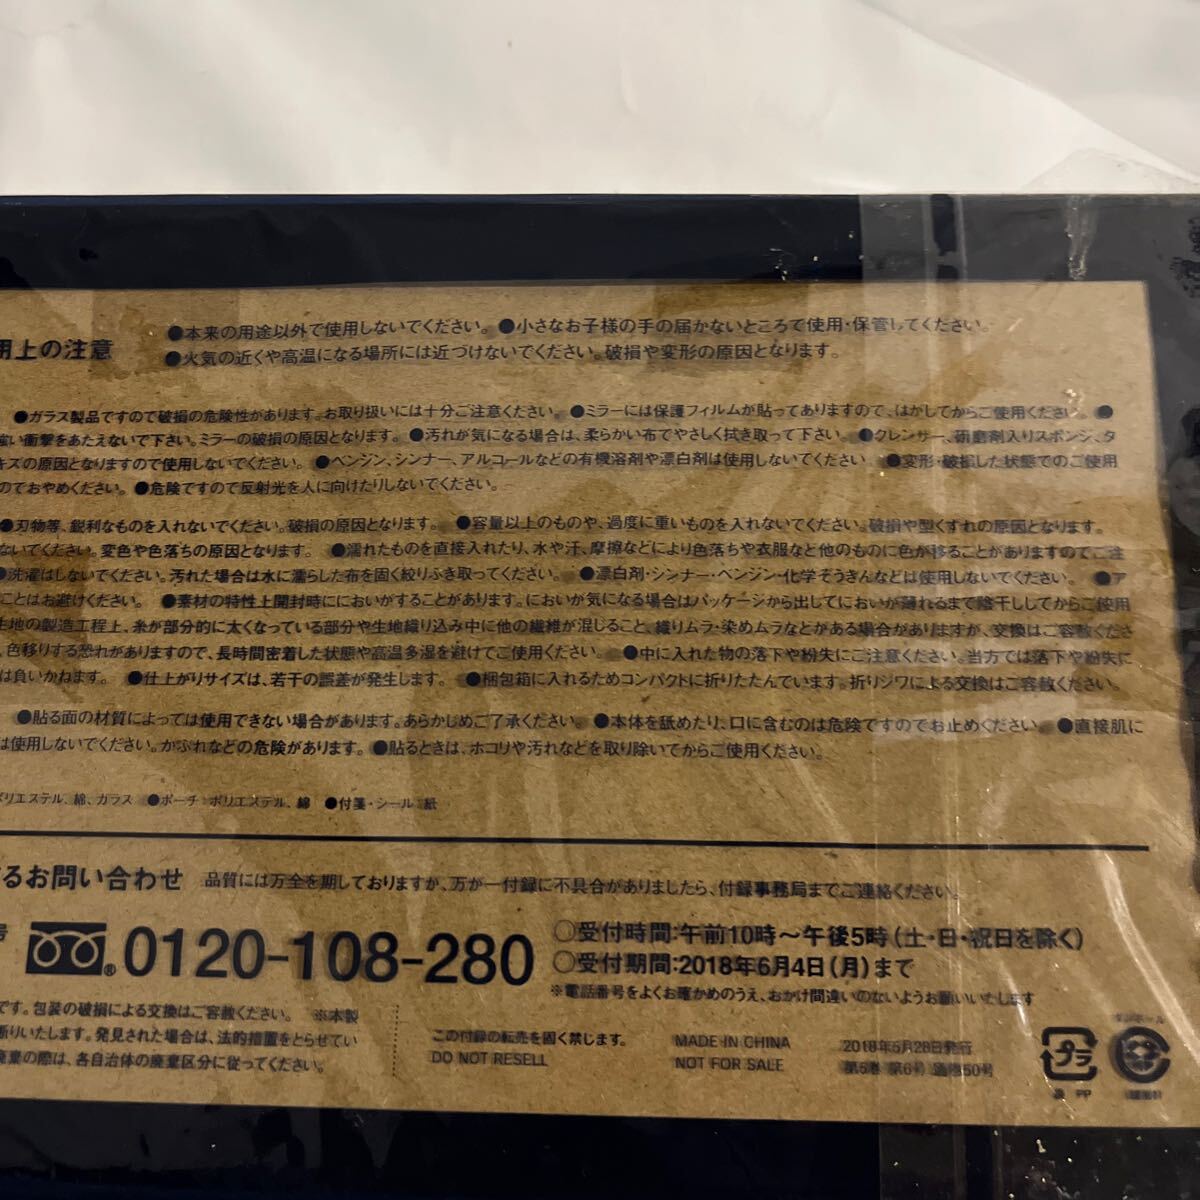 用上の注意
●本来の用途以外で使用しないでください。●小さなお子様の手の届かないところで使用・保管してください。
●火気の近くや高温になる場所には近づけないでください。破損や変形の原因となります。
●ガラス製品ですので破損の危険性があります。お取り扱いには十分ご注意ください。●ミラーには保護フィルムが貼ってありますので、はがしてからご使用ください。●
強い衝撃をあたえないで下さい。ミラーの破損の原因となります。●汚れが気になる場合は、柔らかい布でやさしく拭き取って下さい。●クレンザー、研磨剤入りスポンジ、タ
キズの原因となりますので使用しないでください。●ベンジン、シンナー、アルコールなどの有機溶剤や漂白剤は使用しないでください ●変形・破損した状態でのご使用
のでおやめください。●危険ですので反射光を人に向けたりしないでください。
●刃物等、鋭利なものを入れないでください。破損の原因となります。●容量以上のものや、過度に重いものを入れないでください。破損や型くずれの原因となります。
ないでください。変色や色落ちの原因となります。●濡れたものを直接入れたり、水や汗、摩擦などにより色落ちや衣服など他のものに色が移ることがありますのでご注
●洗濯はしないでください。汚れた場合は水に濡らした布を固く絞りふき取ってください。●漂白剤・シンナー・ベンジン・化学ぞうきんなどは使用しないでください。●ア
ことはお避けください。●素材の特性上開封時ににおいがすることがあります。においが気になる場合はパッケージから出してにおいが薄れるまで陰干ししてからご使用
生地の製造工程上、糸が部分的に太くなっている部分や生地織り込み中に他の繊維が混じること、織りムラ・染めムラなどがある場合がありますが、交換はご容赦くださ
、色移りする恐れがありますので、長時間密着した状態や高温多湿を避けてご使用ください。●中に入れた物の落下や紛失にご注意ください。当方では落下や紛失に
は負いかねます。●仕上がりサイズは、若干の誤差が発生します。●梱包箱に入れるためコンパクトに折りたたんでいます。折りジワによる交換はご容赦ください。
●貼る面の材質によっては使用できない場合があります。あらかじめご了承ください。●本体を舐めたり、口に含むのは危険ですのでお止めください。●直接肌に
は使用しないでください。かぶれなどの危険があります。●貼るときは、ホコリや汚れなどを取り除いてからご使用ください。
ポリエステル、綿、ガラス ●ポーチ：ポリエステル、綿 ●付箋・シール：紙
するお問い合わせ 品質には万全を期しておりますが、万が一付録に不具合がありましたら、付録事務局までご連絡ください。
号 0120-108-280
○受付時間:午前10時〜午後5時(土・日・祝日を除く)
○受付期間:2018年6月4日(月)まで
※電話番号をよくお確かめのうえ、おかけ間違いのないようお願いいたします
です。包装の破損による交換はご容赦ください。 ※本製
断りいたします。発見された場合は、法的措置をとらせてい
廃棄の際は、各自治体の廃棄区分に従ってください。
この付録の転売を固く禁じます。
DO NOT RESELL
MADE IN CHINA
NOT FOR SALE
2018年5月28日発行
第5巻 第6号 通巻50号
プラ
PP
ダンボール